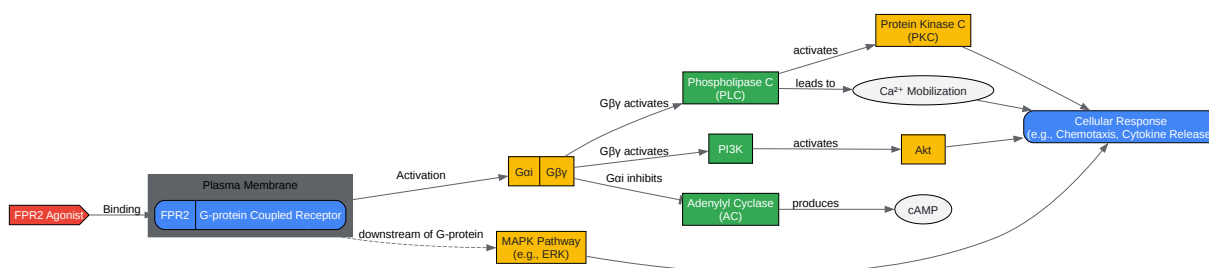 Protein Kinase C
(PKC)
activates
Phospholipase C
(PLC)
leads to
Ca²⁺ Mobilization
Gβγ activates
Cellular Response
(e.g., Chemotaxis, Cytokine Release
Gβγ activates
PI3K
activates
Akt
Plasma Membrane
Activation
Gαi
Gβγ
Gαi inhibits
FPR2 Agonist
Binding
FPR2
G-protein Coupled Receptor
Adenylyl Cyclase
(AC)
produces
cAMP
downstream of G-protein
MAPK Pathway
(e.g., ERK)